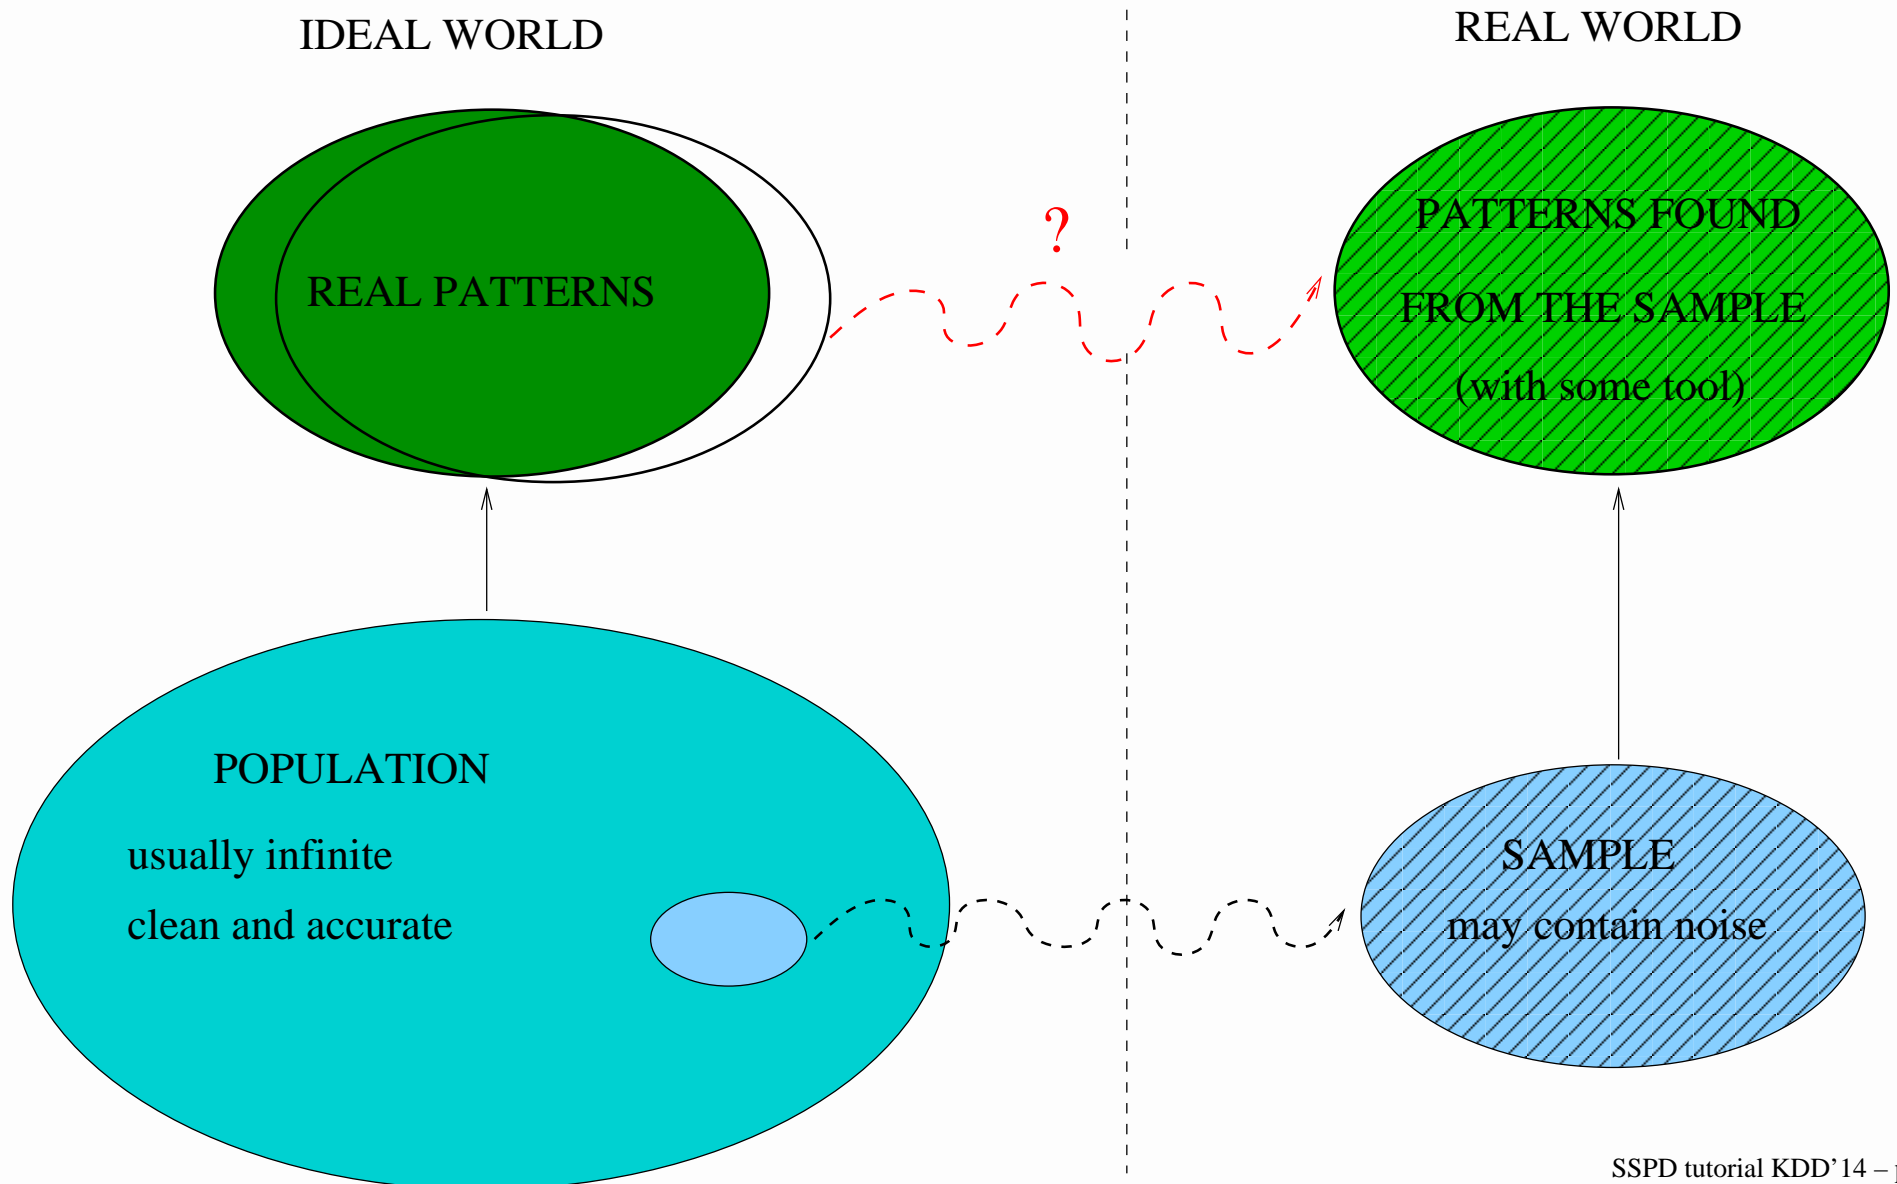 IDEAL WORLD
REAL WORLD
?
REAL PATTERNS
PATTERNS FOUND
FROM THE SAMPLE
(with some tool)
POPULATION
usually infinite
clean and accurate
SAMPLE
may contain noise
SSPD tutorial KDD’14 – p